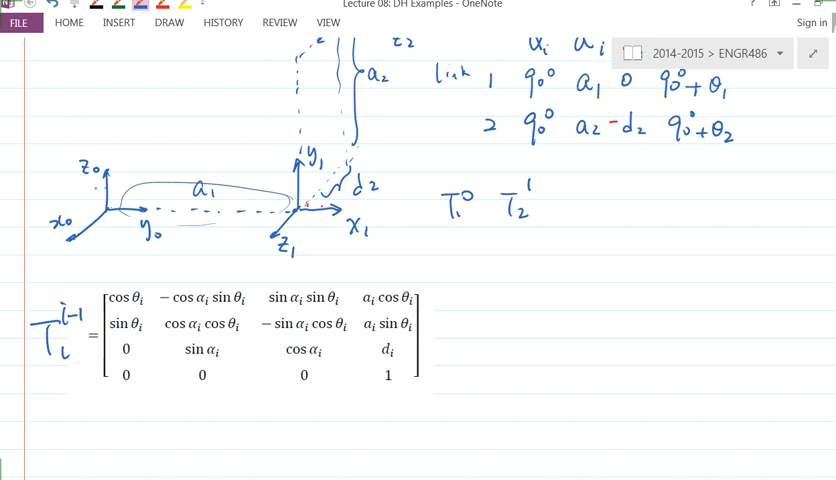 Lecture 08: DH Examples - OneNote
FILE HOME INSERT DRAW HISTORY REVIEW VIEW Sign in
2014-2015 > ENGR486
z2 αi ai
a2
link 1 90° a1 0 90°+θ1
2 90° a2 -d2 90°+θ2
z0 y1
a1 d2
x0 y0 x1
z1
T₁⁰ T₂¹
Tᵢⁱ⁻¹ =
cos θi − cos αi sin θi sin αi sin θi ai cos θi
sin θi cos αi cos θi − sin αi cos θi ai sin θi
0 sin αi cos αi di
0 0 0 1